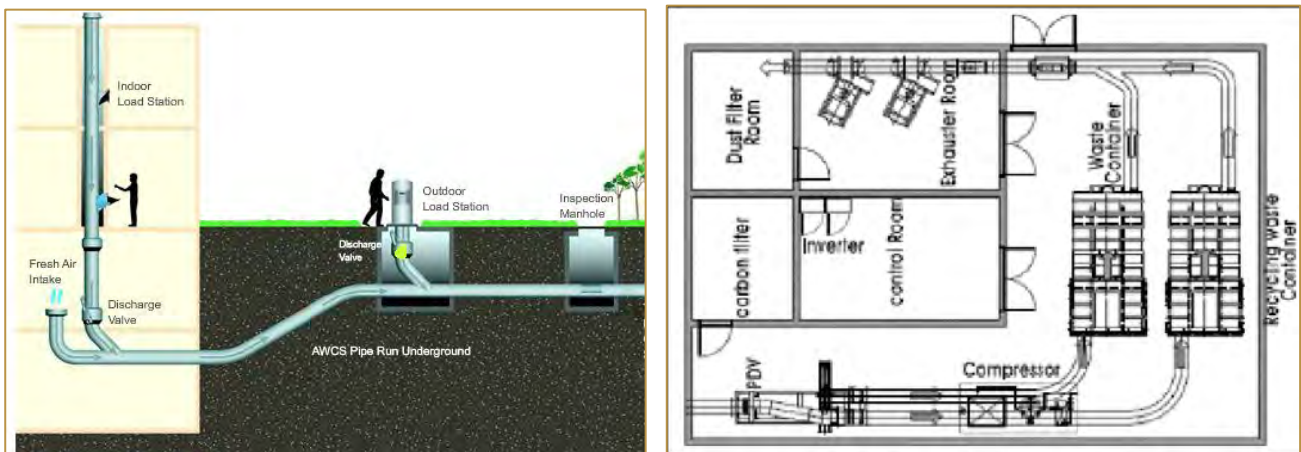 Indoor
Load Station
Fresh Air
Intake
Discharge
Valve
Outdoor
Load Station
Discharge
Valve
Inspection
Manhole
AWCS Pipe Run Underground
Dust Filter
Room
Exhauster Room
Waste
Container
carbon filter
Inverter
control Room
Recycling waste
Container
PDV
Compressor